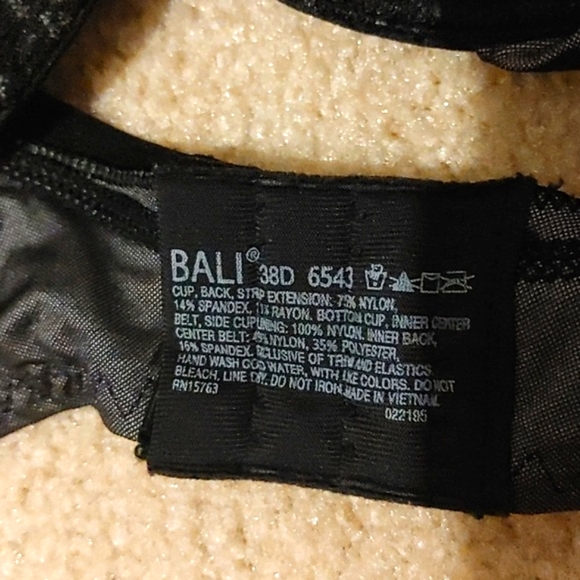 BALI® 38D 6543
CUP, BACK, STRAP EXTENSION: 75% NYLON,
14% SPANDEX, 11% RAYON. BOTTOM CUP, INNER CENTER
BELT, SIDE CUP LINING: 100% NYLON. INNER BACK,
CENTER BELT: 49% NYLON, 35% POLYESTER,
16% SPANDEX. EXCLUSIVE OF TRIM AND ELASTICS.
HAND WASH COLD WATER, WITH LIKE COLORS. DO NOT
BLEACH, LINE DRY. DO NOT IRON. MADE IN VIETNAM.
RN15763
022195